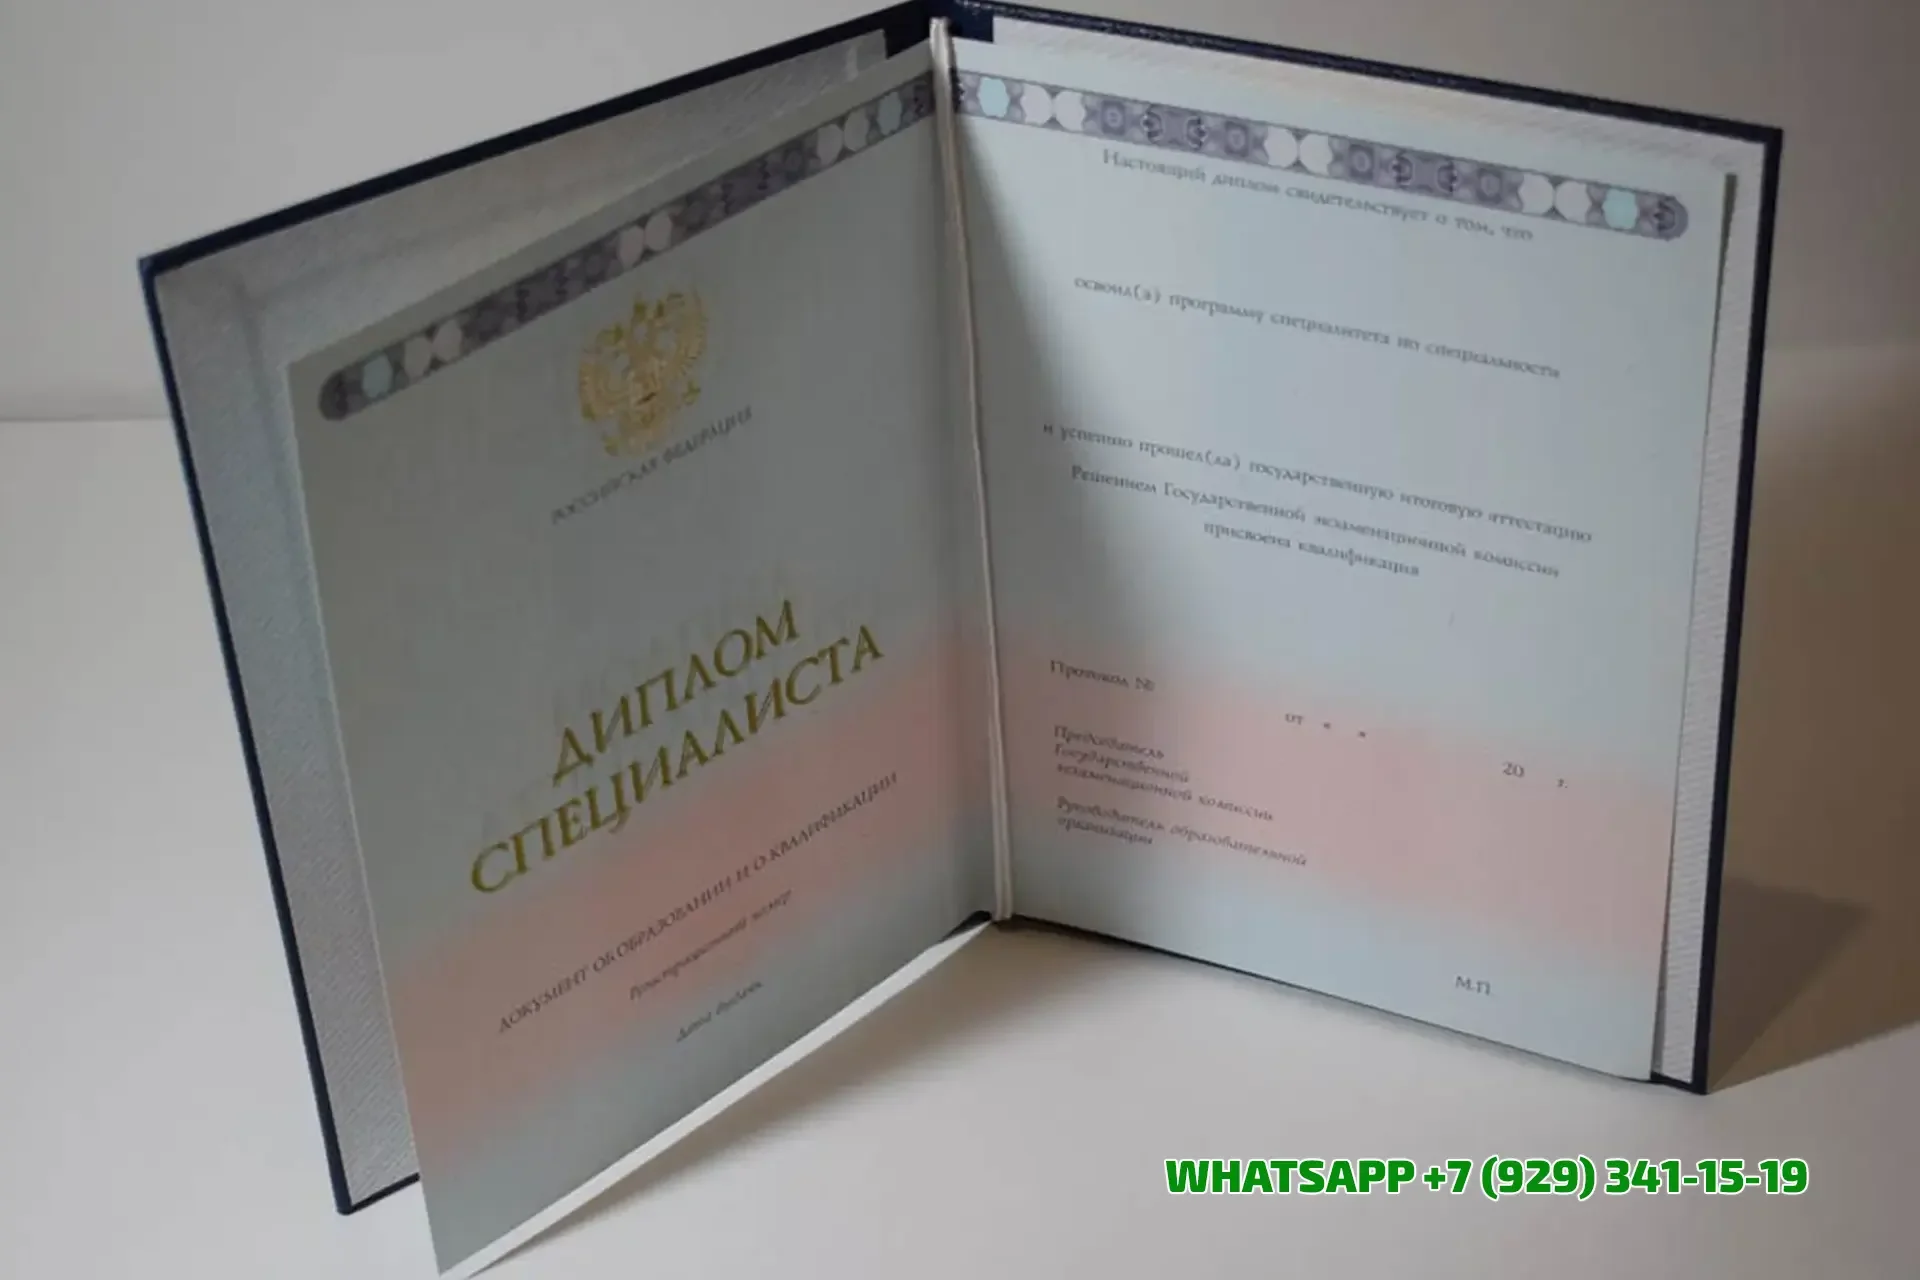 РОССИЙСКАЯ ФЕДЕРАЦИЯ
ДИПЛОМ
СПЕЦИАЛИСТА
ДОКУМЕНТ ОБ ОБРАЗОВАНИИ И О КВАЛИФИКАЦИИ
Регистрационный номер
Дата выдачи
Настоящий диплом свидетельствует о том, что
освоил(а) программу специалитета по специальности
и успешно прошел(ла) государственную итоговую аттестацию
Решением Государственной экзаменационной комиссии
присвоена квалификация
Протокол №
от « »
20 г.
Председатель
Государственной
экзаменационной комиссии
Руководитель образовательной
организации
М.П.
WHATSAPP +7 (929) 341-15-19